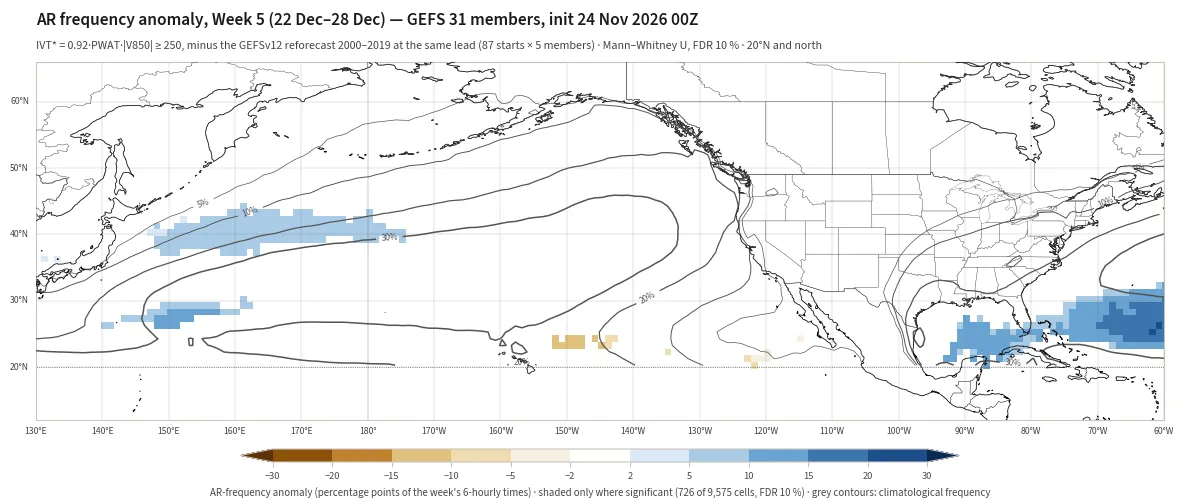 AR frequency anomaly, Week 5 (22 Dec–28 Dec) — GEFS 31 members, init 24 Nov 2026 00Z
IVT* = 0.92·PWAT·|V850| ≥ 250, minus the GEFSv12 reforecast 2000–2019 at the same lead (87 starts × 5 members) · Mann–Whitney U, FDR 10 % · 20°N and north
60°N
50°N
40°N
30°N
20°N
5%
10%
30%
20%
20%
10%
30%
130°E 140°E 150°E 160°E 170°E 180° 170°W 160°W 150°W 140°W 130°W 120°W 110°W 100°W 90°W 80°W 70°W 60°W
−30 −20 −15 −10 −5 −2 2 5 10 15 20 30
AR-frequency anomaly (percentage points of the week's 6-hourly times) · shaded only where significant (726 of 9,575 cells, FDR 10 %) · grey contours: climatological frequency